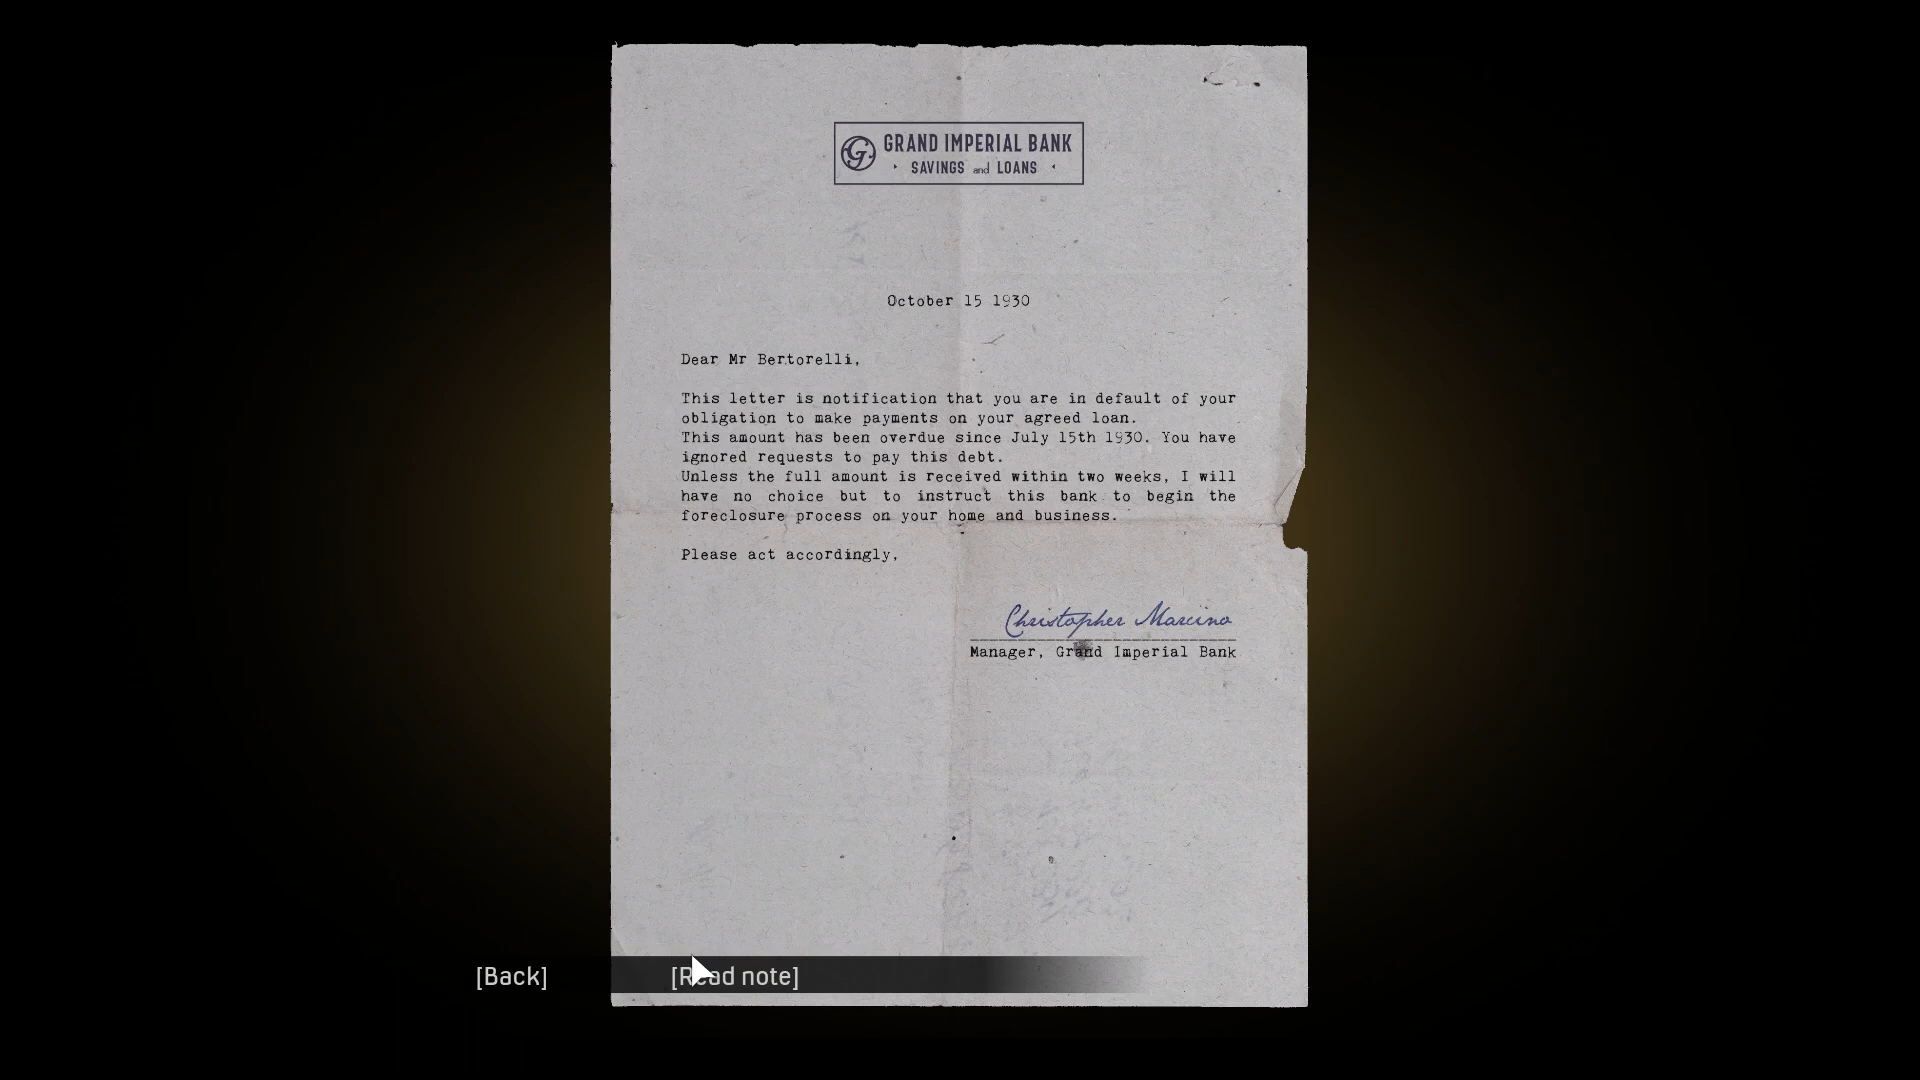 GRAND IMPERIAL BANK
SAVINGS and LOANS
October 15 1930
Dear Mr Bertorelli,
This letter is notification that you are in default of your
obligation to make payments on your agreed loan.
This amount has been overdue since July 15th 1930. You have
ignored requests to pay this debt.
Unless the full amount is received within two weeks, I will
have no choice but to instruct this bank to begin the
foreclosure process on your home and business.
Please act accordingly,
Christopher Marcino
Manager, Grand Imperial Bank
[Back] [Read note]